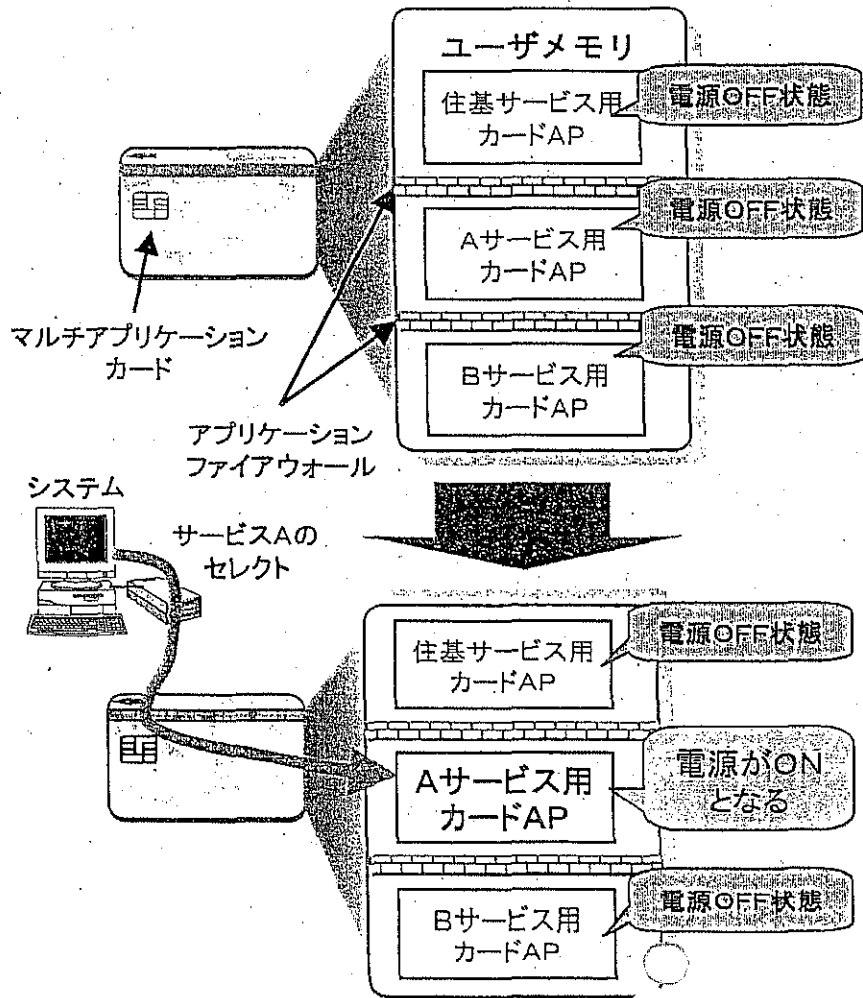 ユーザメモリ
住基サービス用
カードAP
電源OFF状態
Aサービス用
カードAP
電源OFF状態
Bサービス用
カードAP
電源OFF状態
マルチアプリケーション
カード
アプリケーション
ファイアウォール
システム
サービスAの
セレクト
住基サービス用
カードAP
電源OFF状態
Aサービス用
カードAP
電源がON
となる
Bサービス用
カードAP
電源OFF状態